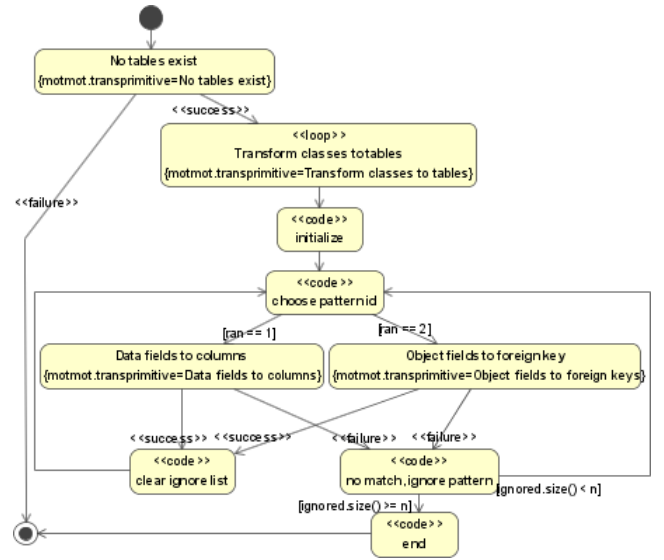 No tables exist
{motmot.transprimitive=No tables exist}
<<success>>
<<loop>>
Transform classes to tables
{motmot.transprimitive=Transform classes to tables}
<<failure>>
<<code>>
initialize
<<code>>
choose pattern id
[ran == 1]
[ran == 2]
Data fields to columns
{motmot.transprimitive=Data fields to columns}
Object fields to foreign key
{motmot.transprimitive=Object fields to foreign keys}
<<success>>
<<success>>
<<failure>>
<<failure>>
<<code>>
clear ignore list
<<code>>
no match, ignore pattern
[ignored.size() < n]
[ignored.size() >= n]
<<code>>
end